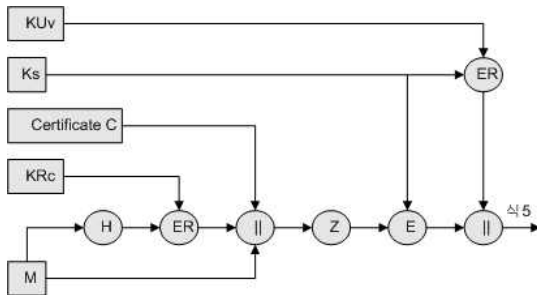 KUv
Ks
ER
Certificate C
KRc
H
ER
||
Z
E
||
식 5
M